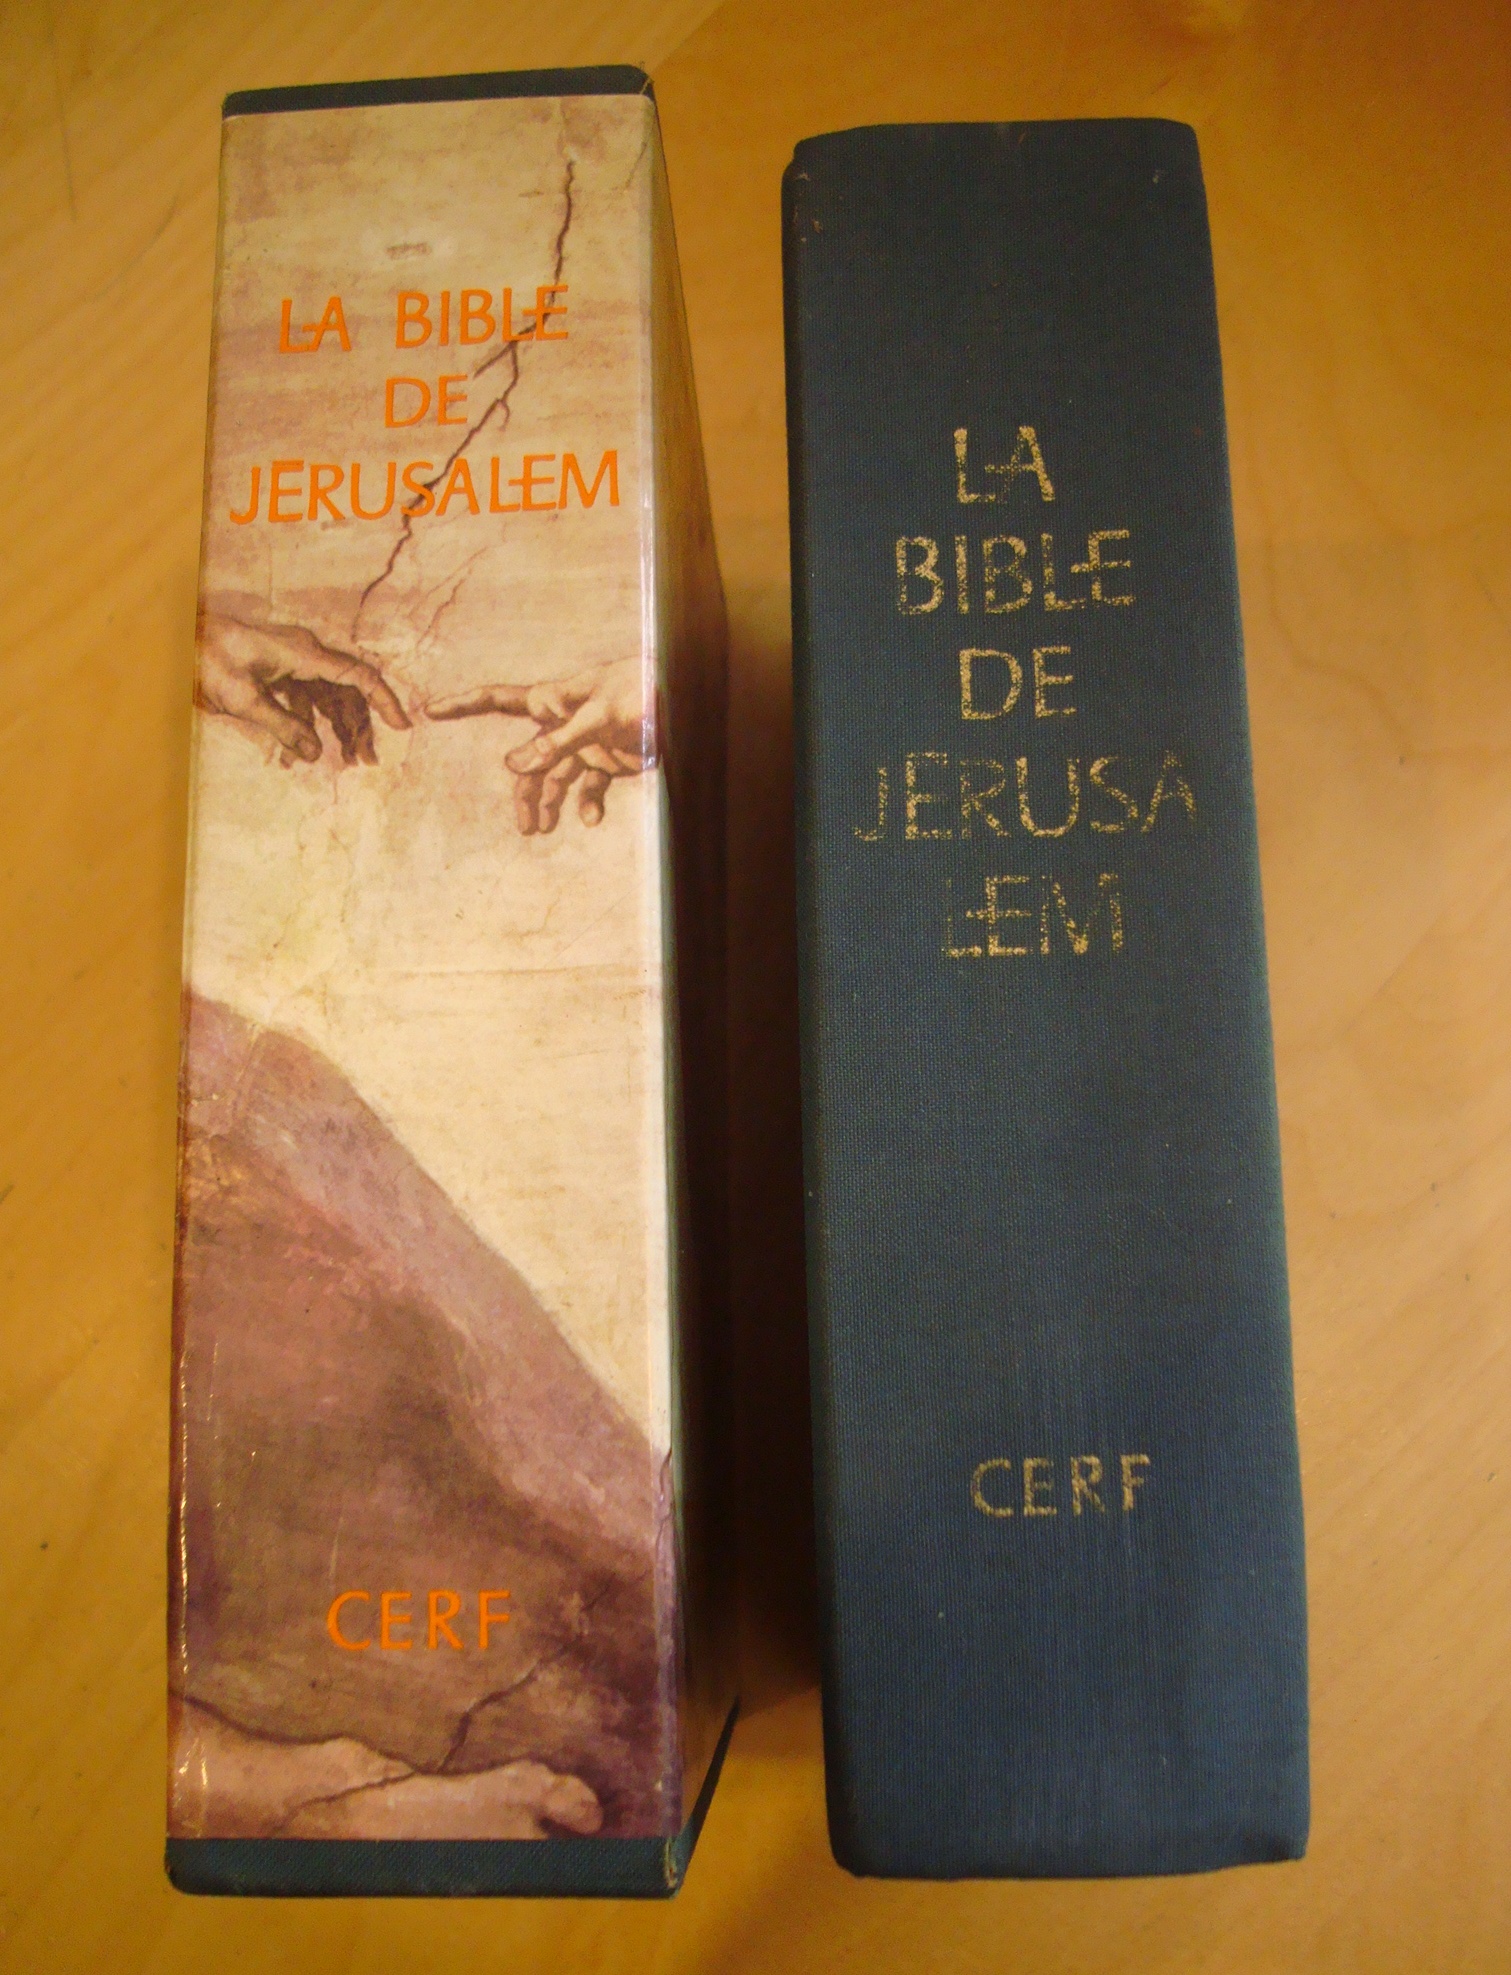 LA BIBLE
DE
JERUSALEM
CERF
LA
BIBLE
DE
JERUSA
LEM
CERF